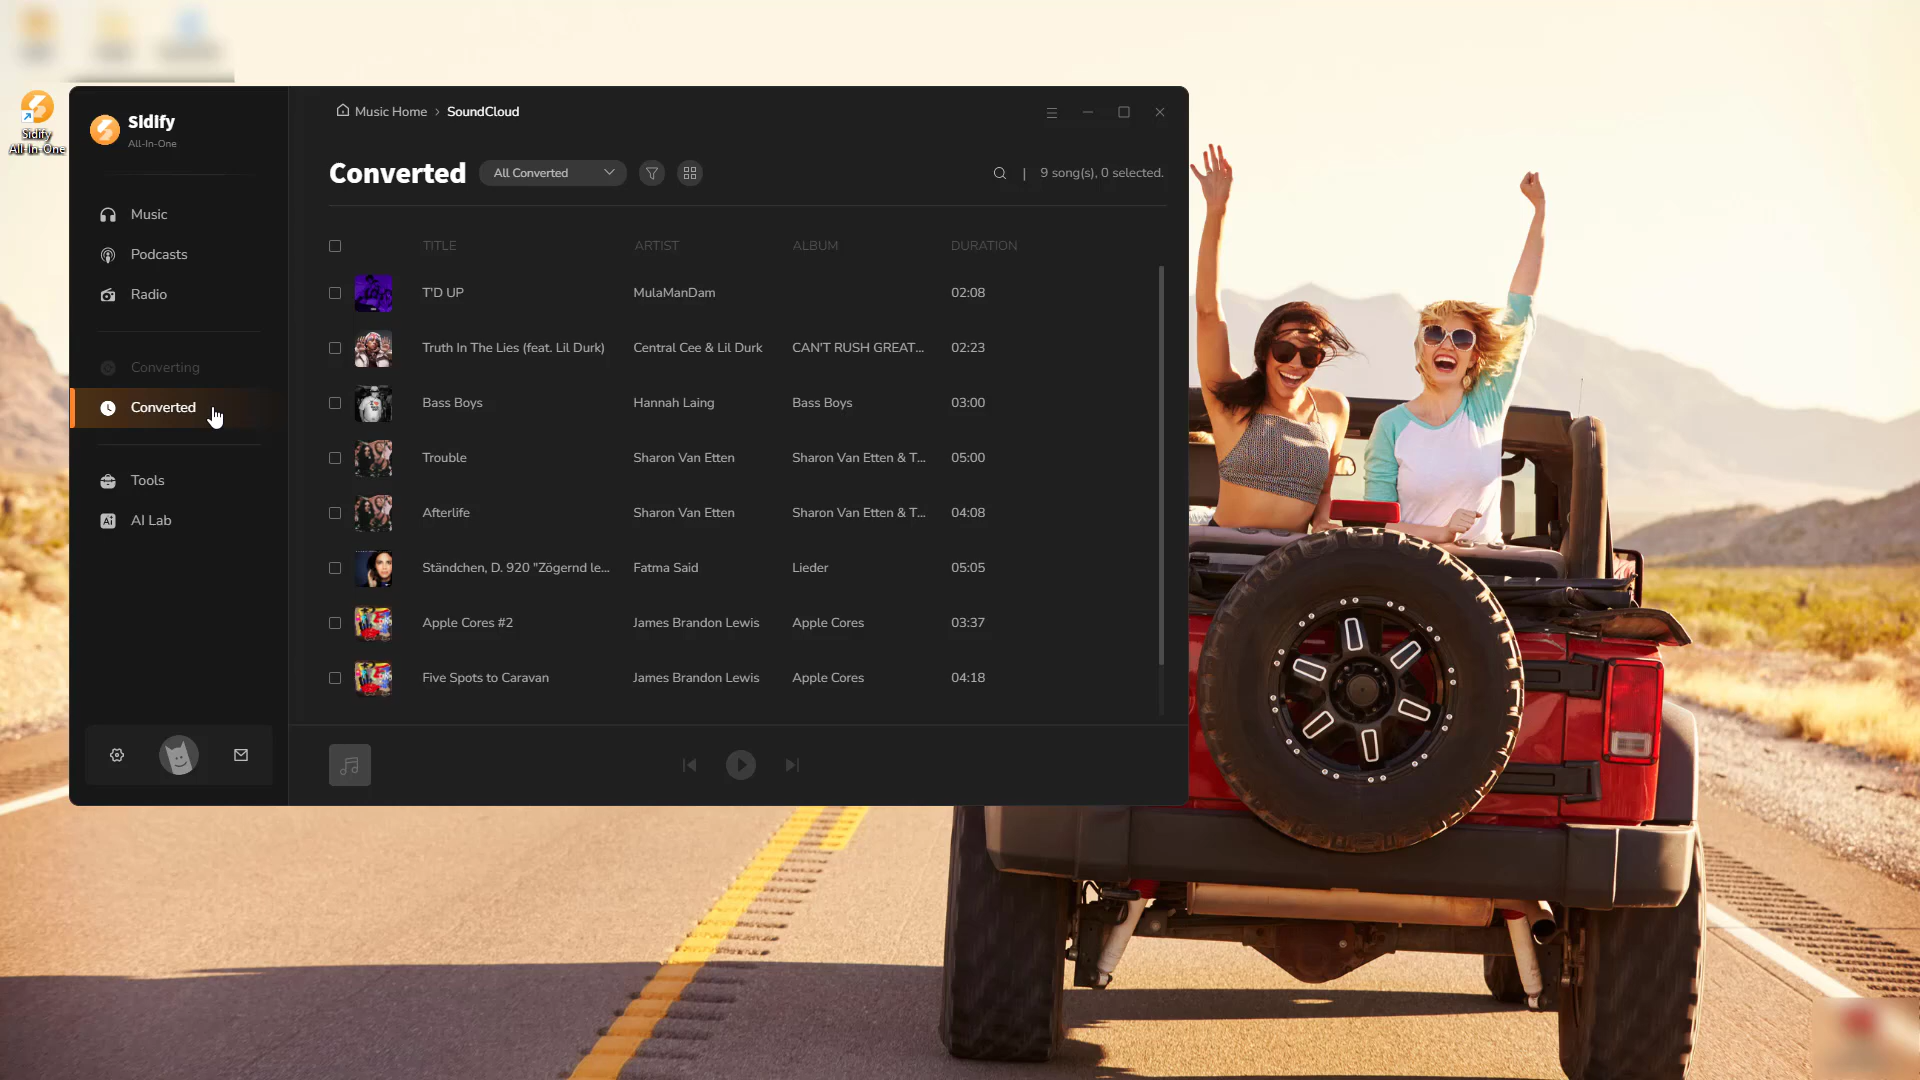 Sidify
All-In-One
Sidify
All-In-One
Music
Podcasts
Radio
Converting
Converted
Tools
Ai AI Lab
Music Home › SoundCloud
Converted All Converted | 9 song(s), 0 selected.
TITLE ARTIST ALBUM DURATION
T'D UP MulaManDam 02:08
Truth In The Lies (feat. Lil Durk) Central Cee & Lil Durk CAN'T RUSH GREAT... 02:23
Bass Boys Hannah Laing Bass Boys 03:00
Trouble Sharon Van Etten Sharon Van Etten & T... 05:00
Afterlife Sharon Van Etten Sharon Van Etten & T... 04:08
Ständchen, D. 920 "Zögernd le... Fatma Said Lieder 05:05
Apple Cores #2 James Brandon Lewis Apple Cores 03:37
Five Spots to Caravan James Brandon Lewis Apple Cores 04:18